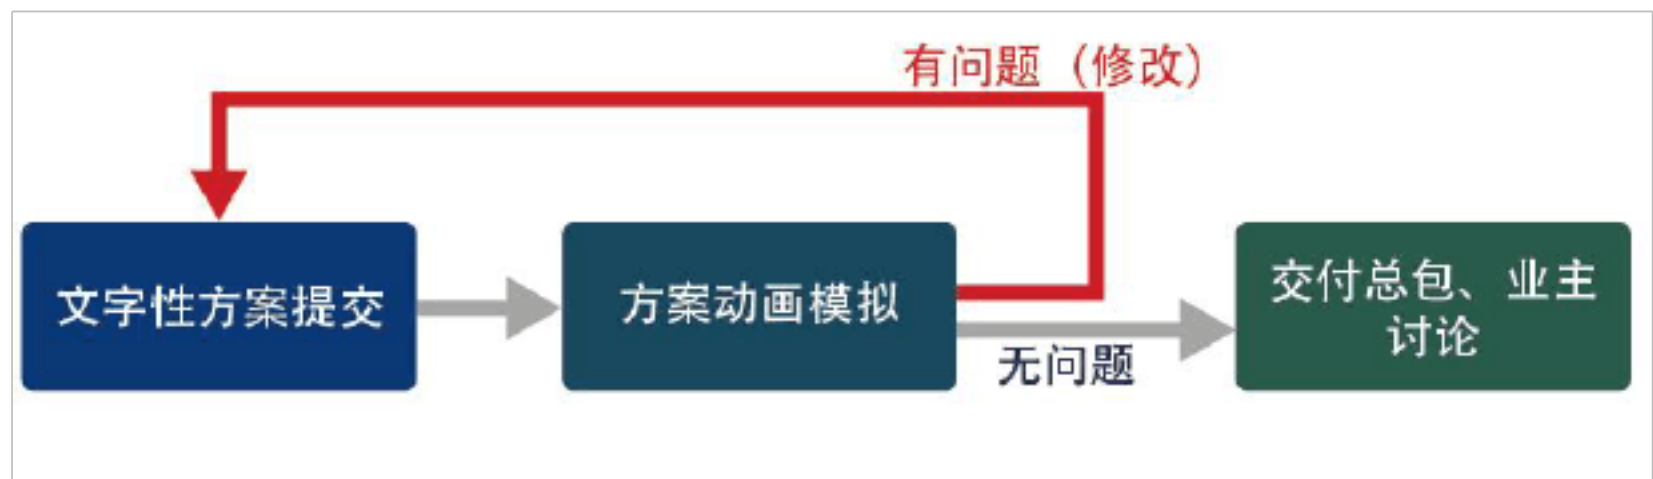 有问题（修改）
文字性方案提交
方案动画模拟
无问题
交付总包、业主
讨论